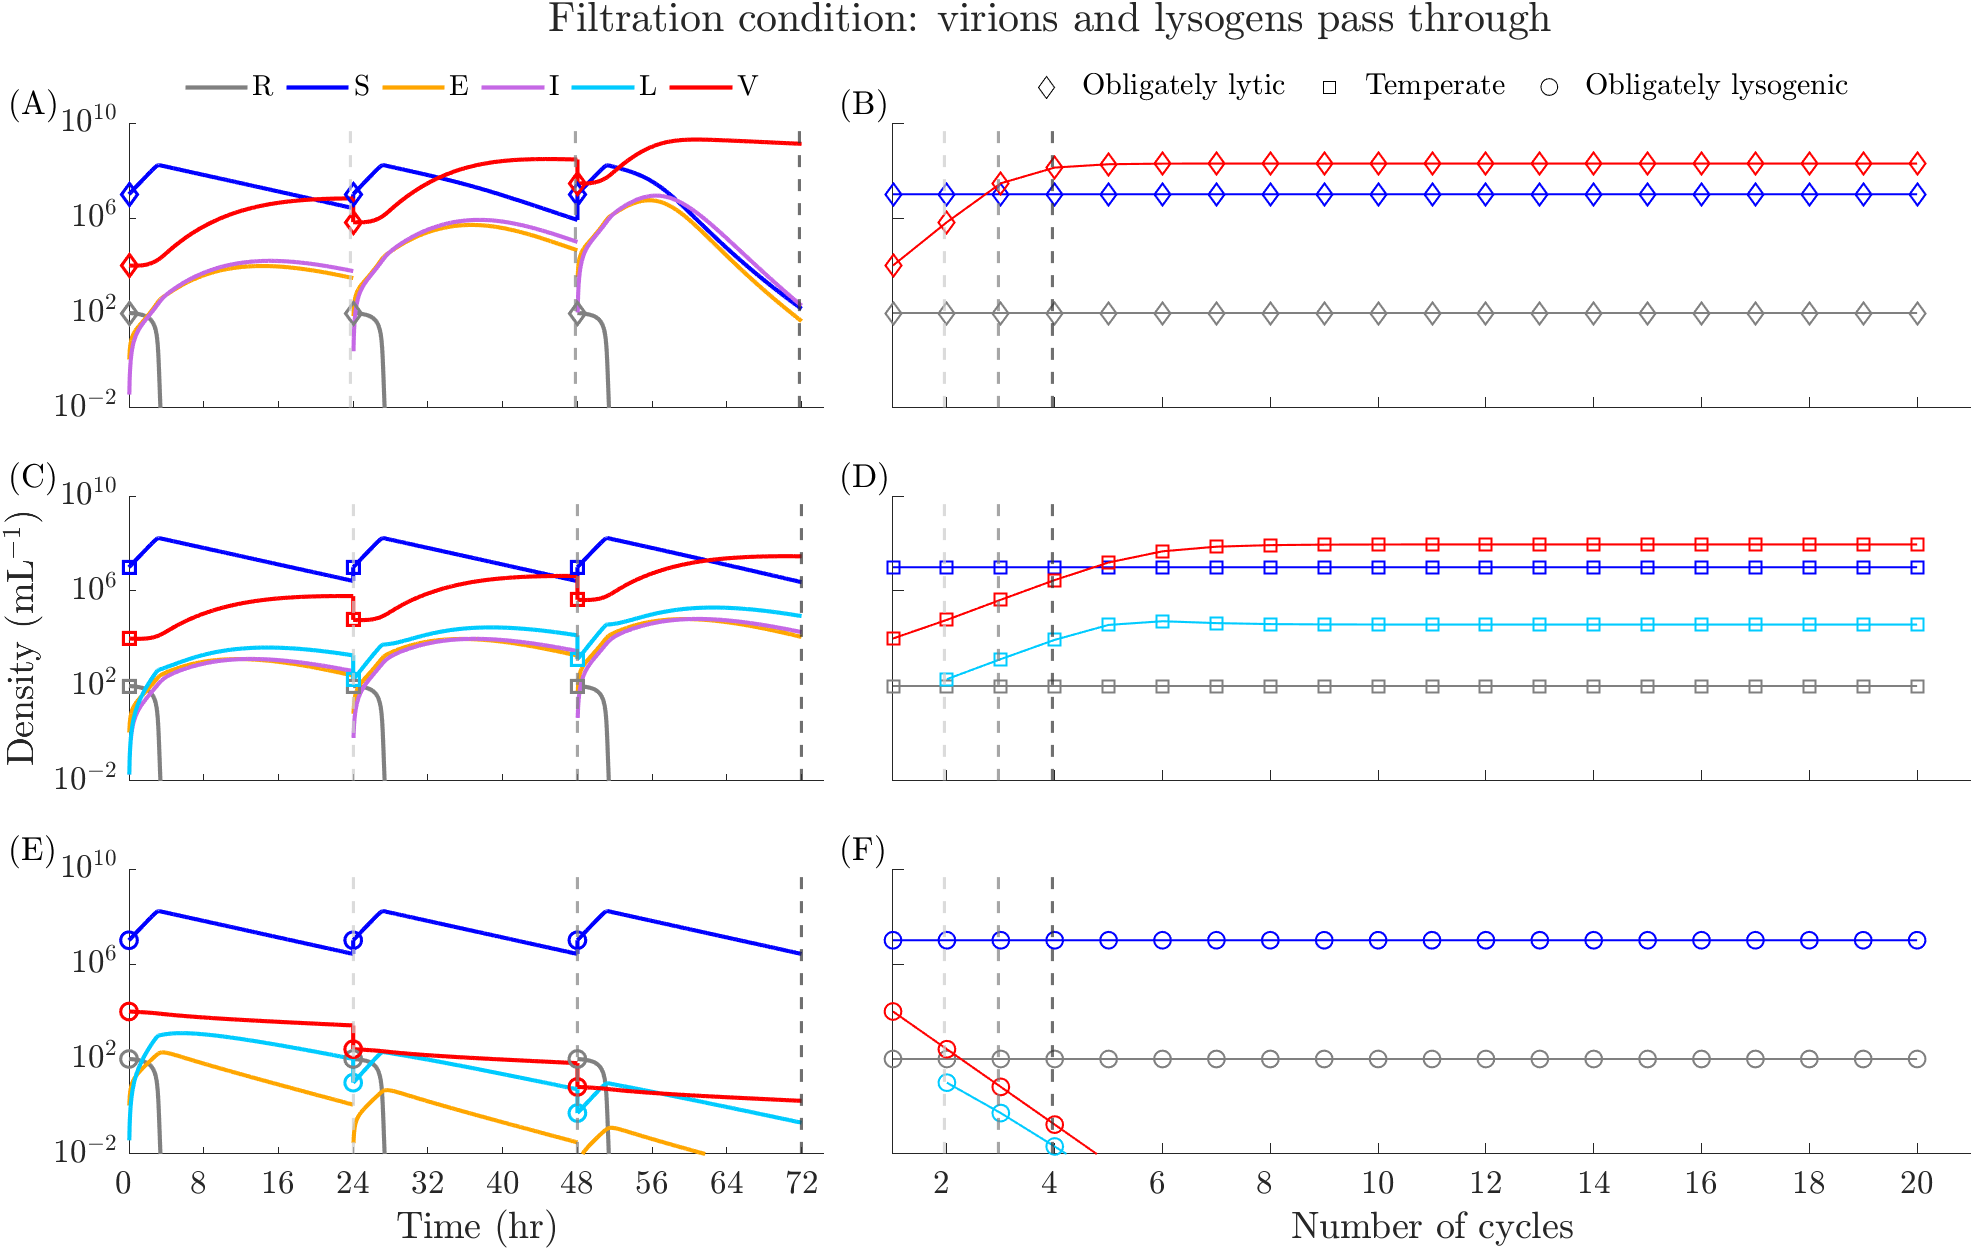 Filtration condition: virions and lysogens pass through
R S E I L V
Obligately lytic Temperate Obligately lysogenic
(A)
10^10
10^6
10^2
10^−2
(B)
(C)
10^10
10^6
10^2
10^−2
(D)
Density (mL^−1)
(E)
10^10
10^6
10^2
10^−2
0 8 16 24 32 40 48 56 64 72
Time (hr)
(F)
2 4 6 8 10 12 14 16 18 20
Number of cycles